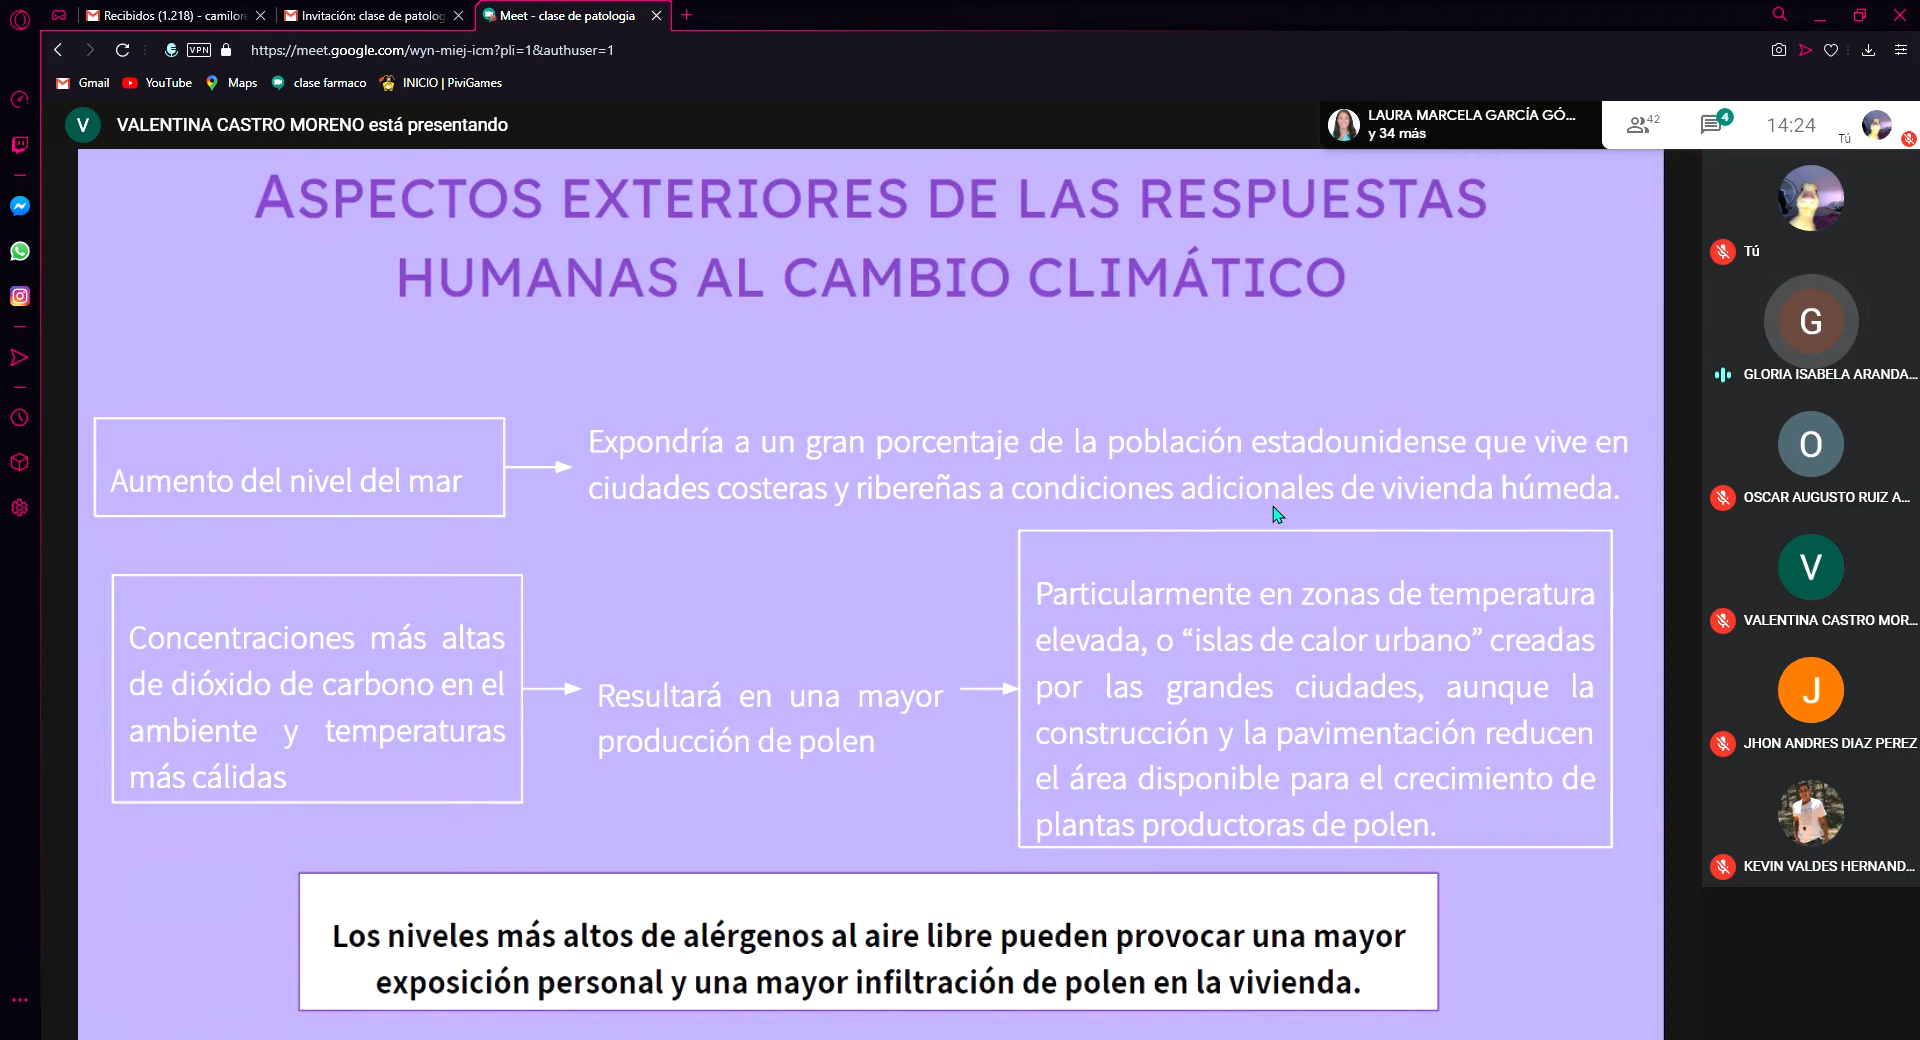 Recibidos (1.218) - camilore
Invitación: clase de patolog
Meet - clase de patologia
VPN
https://meet.google.com/wyn-miej-icm?pli=1&authuser=1
Gmail
YouTube
Maps
clase farmaco
INICIO | PiviGames
V
VALENTINA CASTRO MORENO está presentando
LAURA MARCELA GARCÍA GÓ...
y 34 más
42
4
14:24
Tú
ASPECTOS EXTERIORES DE LAS RESPUESTAS
HUMANAS AL CAMBIO CLIMÁTICO
Aumento del nivel del mar
Expondría a un gran porcentaje de la población estadounidense que vive en
ciudades costeras y ribereñas a condiciones adicionales de vivienda húmeda.
Concentraciones más altas
de dióxido de carbono en el
ambiente y temperaturas
más cálidas
Resultará en una mayor
producción de polen
Particularmente en zonas de temperatura
elevada, o “islas de calor urbano” creadas
por las grandes ciudades, aunque la
construcción y la pavimentación reducen
el área disponible para el crecimiento de
plantas productoras de polen.
Los niveles más altos de alérgenos al aire libre pueden provocar una mayor
exposición personal y una mayor infiltración de polen en la vivienda.
Tú
G
GLORIA ISABELA ARANDA...
O
OSCAR AUGUSTO RUIZ A...
V
VALENTINA CASTRO MOR...
J
JHON ANDRES DIAZ PEREZ
KEVIN VALDES HERNAND...